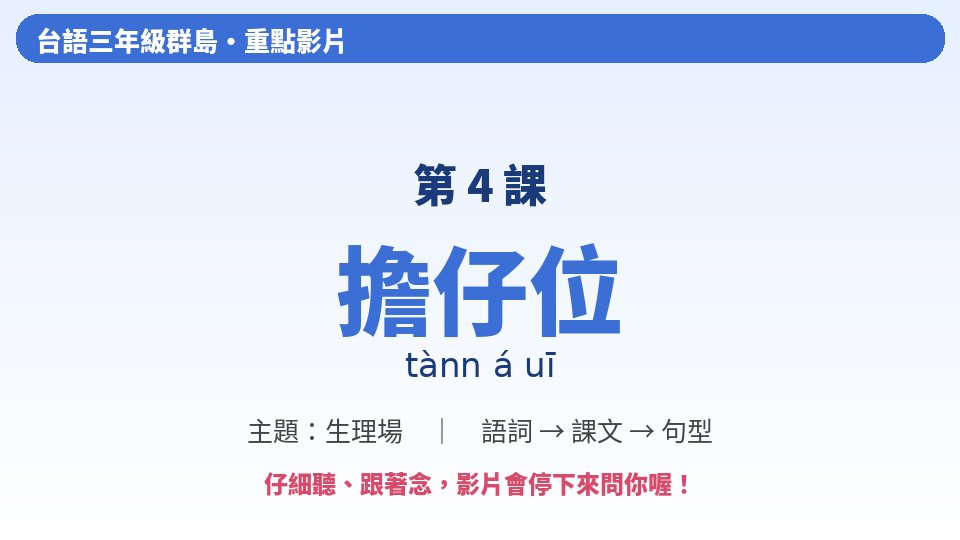 台語三年級群島・重點影片
第 4 課
擔仔位
tànn á uī
主題：生理場　｜　語詞 → 課文 → 句型
仔細聽、跟著念，影片會停下來問你喔！